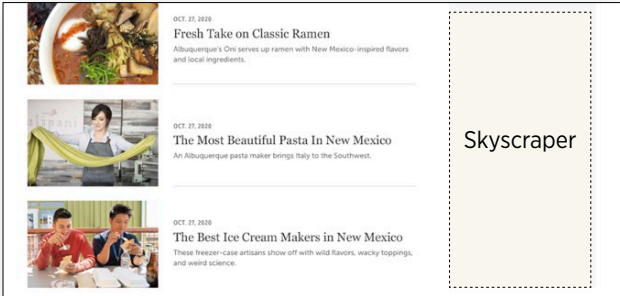 OCT. 27, 2020
Fresh Take on Classic Ramen
Albuquerque's Oni serves up ramen with New Mexico-inspired flavors
and local ingredients.
OCT. 27, 2020
The Most Beautiful Pasta In New Mexico
An Albuquerque pasta maker brings Italy to the Southwest.
OCT. 27, 2020
The Best Ice Cream Makers in New Mexico
These freezer-case artisans show off with wild flavors, wacky toppings,
and weird science.
Skyscraper